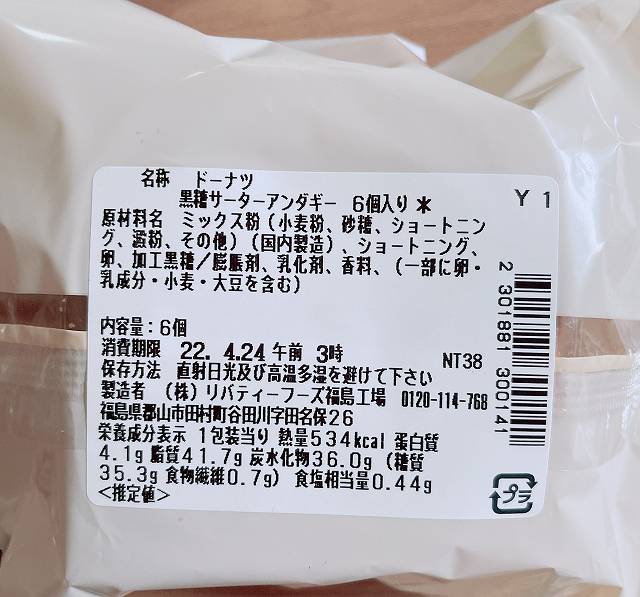 名称 ドーナツ
黒糖サーターアンダギー 6個入り＊
Y 1
原材料名 ミックス粉（小麦粉、砂糖、ショートニン
グ、澱粉、その他）（国内製造）、ショートニング、
卵、加工黒糖／膨脹剤、乳化剤、香料、（一部に卵・
乳成分・小麦・大豆を含む）
内容量：6個
消費期限 22. 4.24 午前 3時
NT38
保存方法 直射日光及び高温多湿を避けて下さい
製造者 （株）リバティーフーズ福島工場 0120-114-768
福島県郡山市田村町谷田川字田名保26
栄養成分表示 1包装当り 熱量534kcal 蛋白質
4.1g 脂質41.7g 炭水化物36.0g（糖質
35.3g 食物繊維0.7g） 食塩相当量0.44g
<推定値>
2 301881 300141
プラ